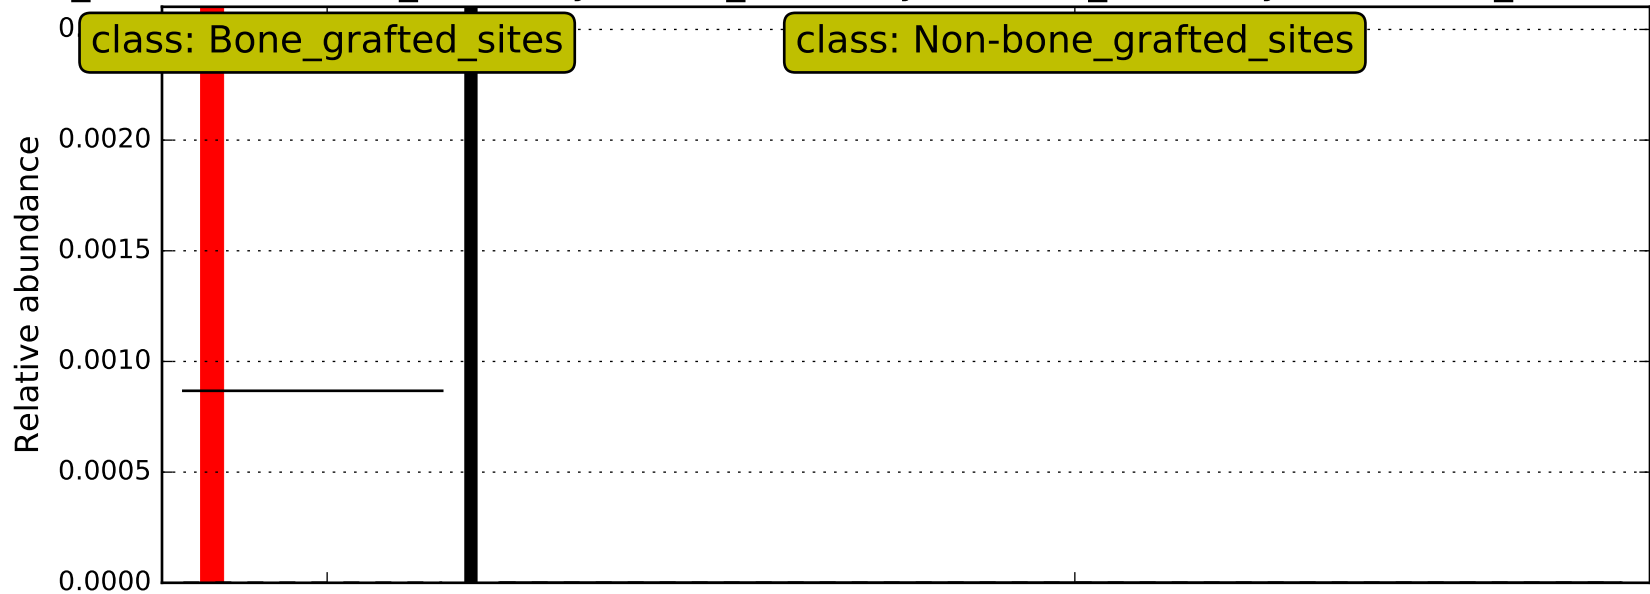 class: Bone_grafted_sites
class: Non-bone_grafted_sites
0.0020
0.0015
0.0010
0.0005
0.0000
Relative abundance